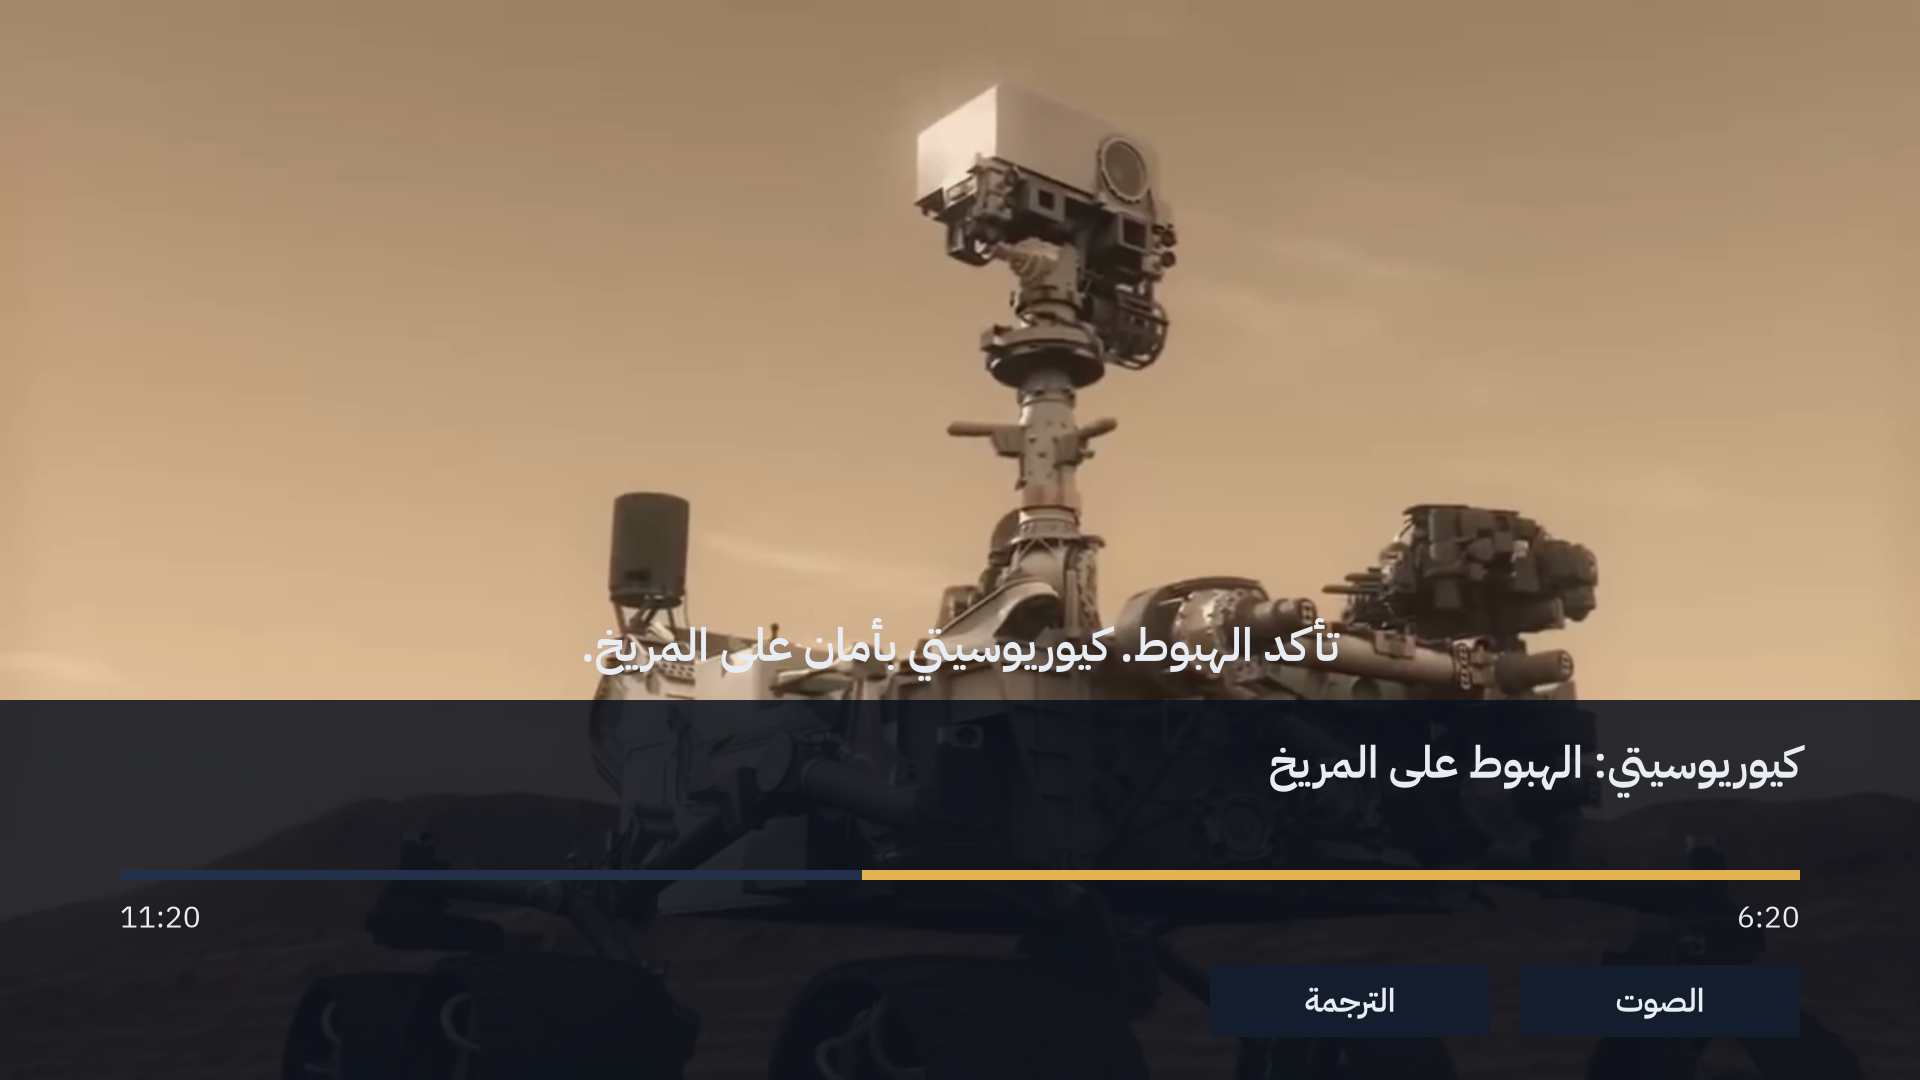 تأكد الهبوط. كيوريوسيتي بأمان على المريخ.
كيوريوسيتي: الهبوط على المريخ
6:20
11:20
الصوت
الترجمة